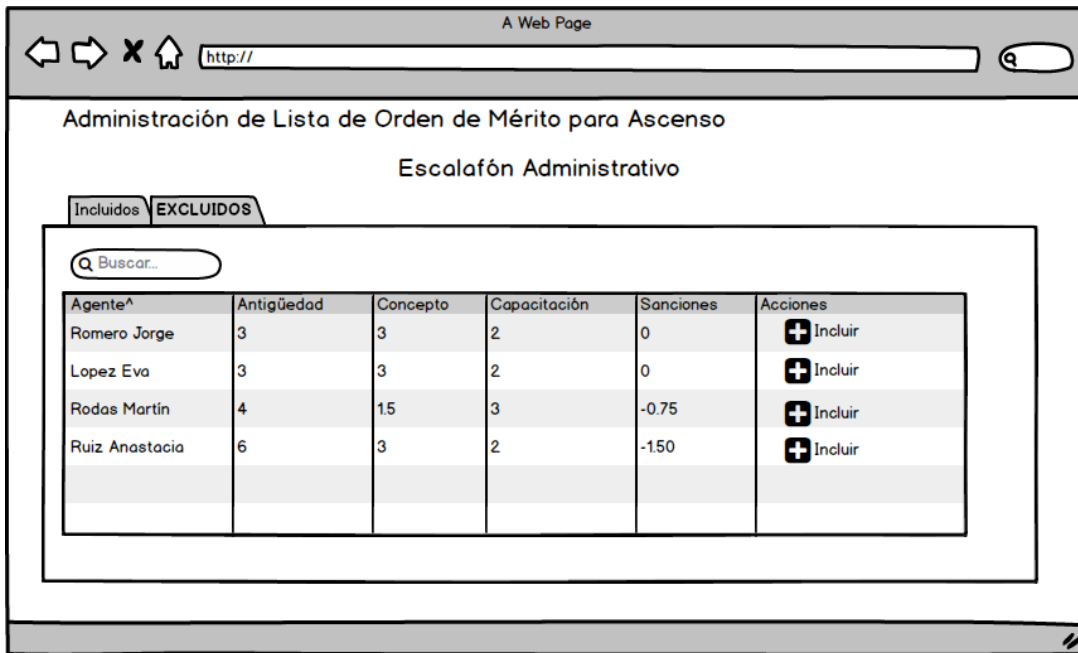 A Web Page
http://
Administración de Lista de Orden de Mérito para Ascenso
Escalafón Administrativo
Incluidos EXCLUIDOS
Buscar...
Agente^ Antigüedad Concepto Capacitación Sanciones Acciones
Romero Jorge 3 3 2 0 Incluir
Lopez Eva 3 3 2 0 Incluir
Rodas Martín 4 1.5 3 -0.75 Incluir
Ruiz Anastacia 6 3 2 -1.50 Incluir